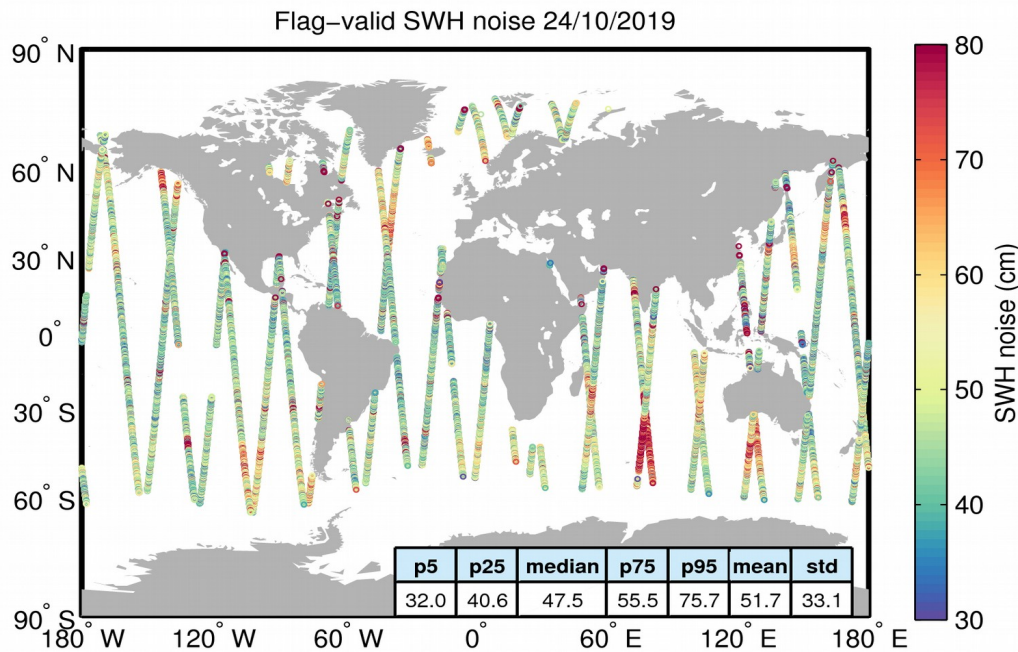 Flag−valid SWH noise 24/10/2019
90° N
60° N
30° N
0°
30° S
60° S
90° S
180° W
120° W
60° W
0°
60° E
120° E
180° E
80
70
60
50
40
30
SWH noise (cm)
p5 p25 median p75 p95 mean std
32.0 40.6 47.5 55.5 75.7 51.7 33.1